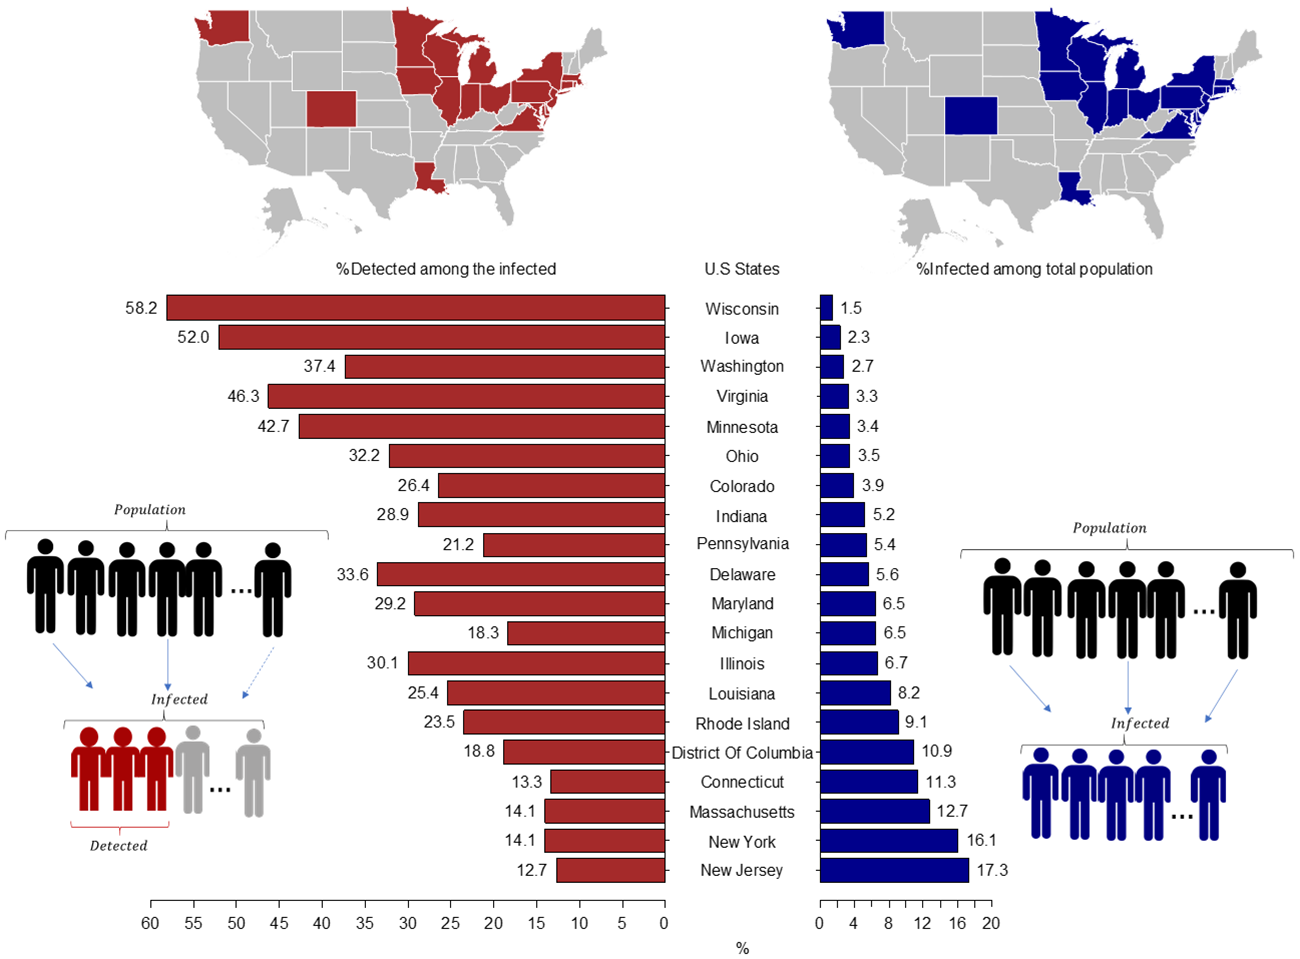 %Detected among the infected U.S States %Infected among total population
58.2 Wisconsin 1.5
52.0 Iowa 2.3
37.4 Washington 2.7
46.3 Virginia 3.3
42.7 Minnesota 3.4
32.2 Ohio 3.5
26.4 Colorado 3.9
28.9 Indiana 5.2
21.2 Pennsylvania 5.4
33.6 Delaware 5.6
29.2 Maryland 6.5
18.3 Michigan 6.5
30.1 Illinois 6.7
25.4 Louisiana 8.2
23.5 Rhode Island 9.1
18.8 District Of Columbia 10.9
13.3 Connecticut 11.3
14.1 Massachusetts 12.7
14.1 New York 16.1
12.7 New Jersey 17.3
60 55 50 45 40 35 30 25 20 15 10 5 0
0 4 8 12 16 20
%
Population
...
Infected
...
Detected
Population
...
Infected
...